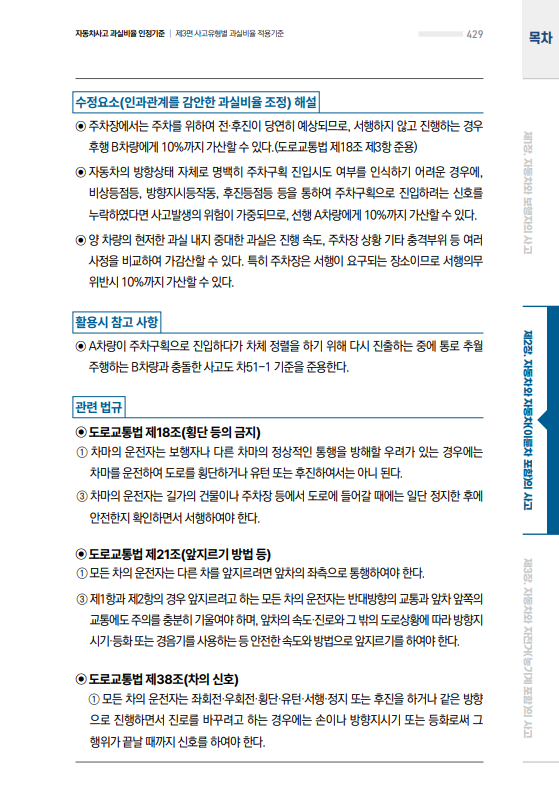 자동차사고 과실비율 인정기준 | 제3편 사고유형별 과실비율 적용기준
429
목차
수정요소(인과관계를 감안한 과실비율 조정) 해설
◉ 주차장에서는 주차를 위하여 전·후진이 당연히 예상되므로, 서행하지 않고 진행하는 경우
후행 B차량에게 10%까지 가산할 수 있다.(도로교통법 제18조 제3항 준용)
◉ 자동차의 방향상태 자체로 명백히 주차구획 진입시도 여부를 인식하기 어려운 경우에,
비상등점등, 방향지시등작동, 후진등점등 등을 통하여 주차구획으로 진입하려는 신호를
누락하였다면 사고발생의 위험이 가중되므로, 선행 A차량에게 10%까지 가산할 수 있다.
◉ 양 차량의 현저한 과실 내지 중대한 과실은 진행 속도, 주차장 상황 기타 충격부위 등 여러
사정을 비교하여 가감산할 수 있다. 특히 주차장은 서행이 요구되는 장소이므로 서행의무
위반시 10%까지 가산할 수 있다.
활용시 참고 사항
◉ A차량이 주차구획으로 진입하다가 차체 정렬을 하기 위해 다시 진출하는 중에 통로 추월
주행하는 B차량과 충돌한 사고도 차51-1 기준을 준용한다.
관련 법규
◉ 도로교통법 제18조(횡단 등의 금지)
① 차마의 운전자는 보행자나 다른 차마의 정상적인 통행을 방해할 우려가 있는 경우에는
차마를 운전하여 도로를 횡단하거나 유턴 또는 후진하여서는 아니 된다.
③ 차마의 운전자는 길가의 건물이나 주차장 등에서 도로에 들어갈 때에는 일단 정지한 후에
안전한지 확인하면서 서행하여야 한다.
◉ 도로교통법 제21조(앞지르기 방법 등)
① 모든 차의 운전자는 다른 차를 앞지르려면 앞차의 좌측으로 통행하여야 한다.
③ 제1항과 제2항의 경우 앞지르려고 하는 모든 차의 운전자는 반대방향의 교통과 앞차 앞쪽의
교통에도 주의를 충분히 기울여야 하며, 앞차의 속도·진로와 그 밖의 도로상황에 따라 방향지
시기·등화 또는 경음기를 사용하는 등 안전한 속도와 방법으로 앞지르기를 하여야 한다.
◉ 도로교통법 제38조(차의 신호)
① 모든 차의 운전자는 좌회전·우회전·횡단·유턴·서행·정지 또는 후진을 하거나 같은 방향
으로 진행하면서 진로를 바꾸려고 하는 경우에는 손이나 방향지시기 또는 등화로써 그
행위가 끝날 때까지 신호를 하여야 한다.
제1장. 자동차와 보행자의 사고
제2장. 자동차와 자동차(이륜차 포함)의 사고
제3장. 자동차와 자전거(농기계 포함)의 사고